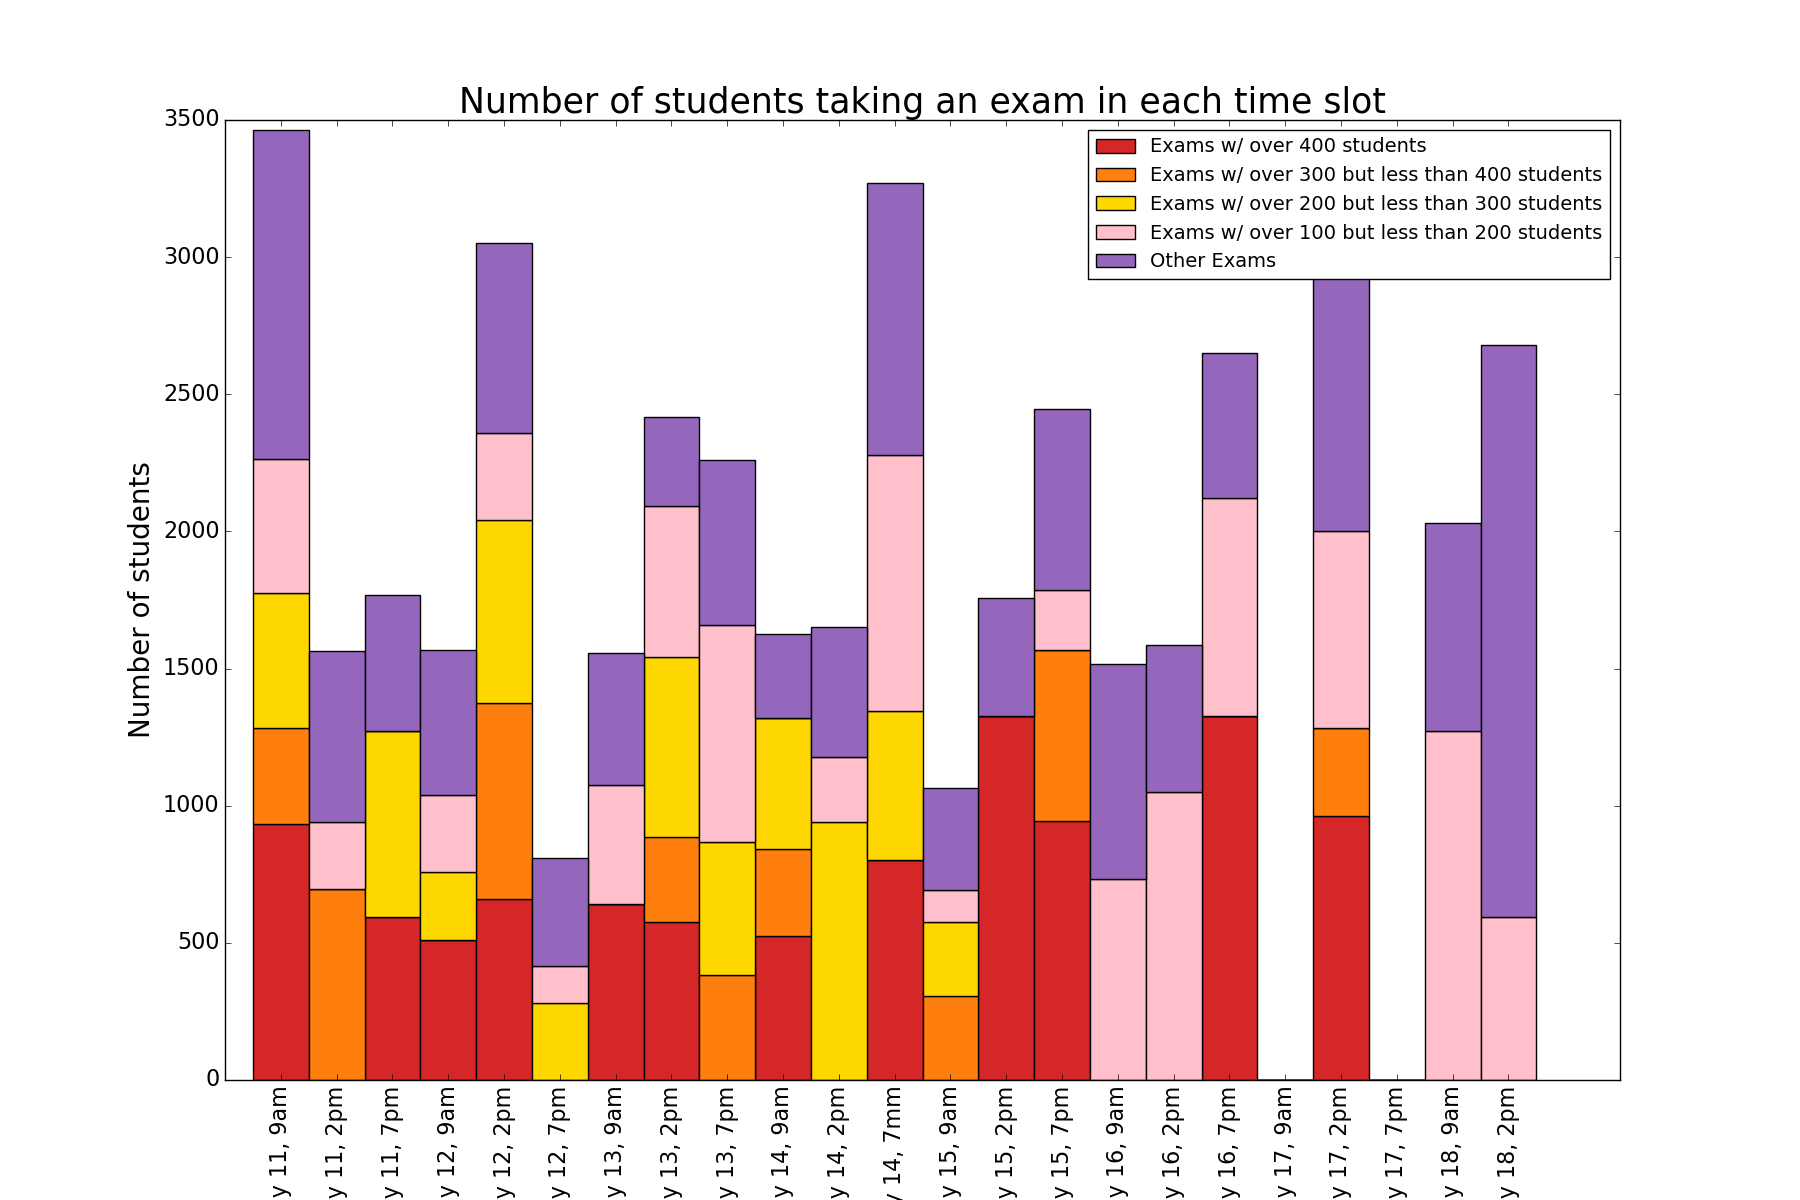 Number of students taking an exam in each time slot
Number of students
3500
3000
2500
2000
1500
1000
500
0
Exams w/ over 400 students
Exams w/ over 300 but less than 400 students
Exams w/ over 200 but less than 300 students
Exams w/ over 100 but less than 200 students
Other Exams
y 11, 9am
y 11, 2pm
y 11, 7pm
y 12, 9am
y 12, 2pm
y 12, 7pm
y 13, 9am
y 13, 2pm
y 13, 7pm
y 14, 9am
y 14, 2pm
y 14, 7mm
y 15, 9am
y 15, 2pm
y 15, 7pm
y 16, 9am
y 16, 2pm
y 16, 7pm
y 17, 9am
y 17, 2pm
y 17, 7pm
y 18, 9am
y 18, 2pm